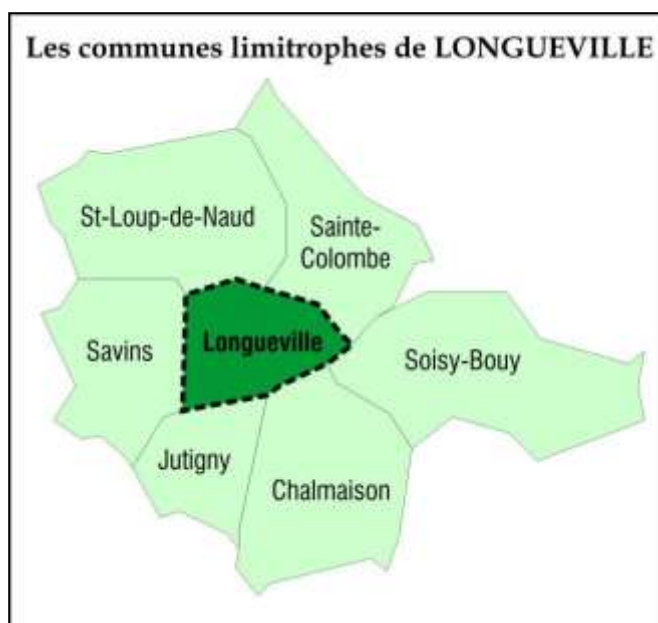 Les communes limitrophes de LONGUEVILLE
St-Loup-de-Naud
Sainte-
Colombe
Savins
Longueville
Soisy-Bouy
Jutigny
Chalmaison